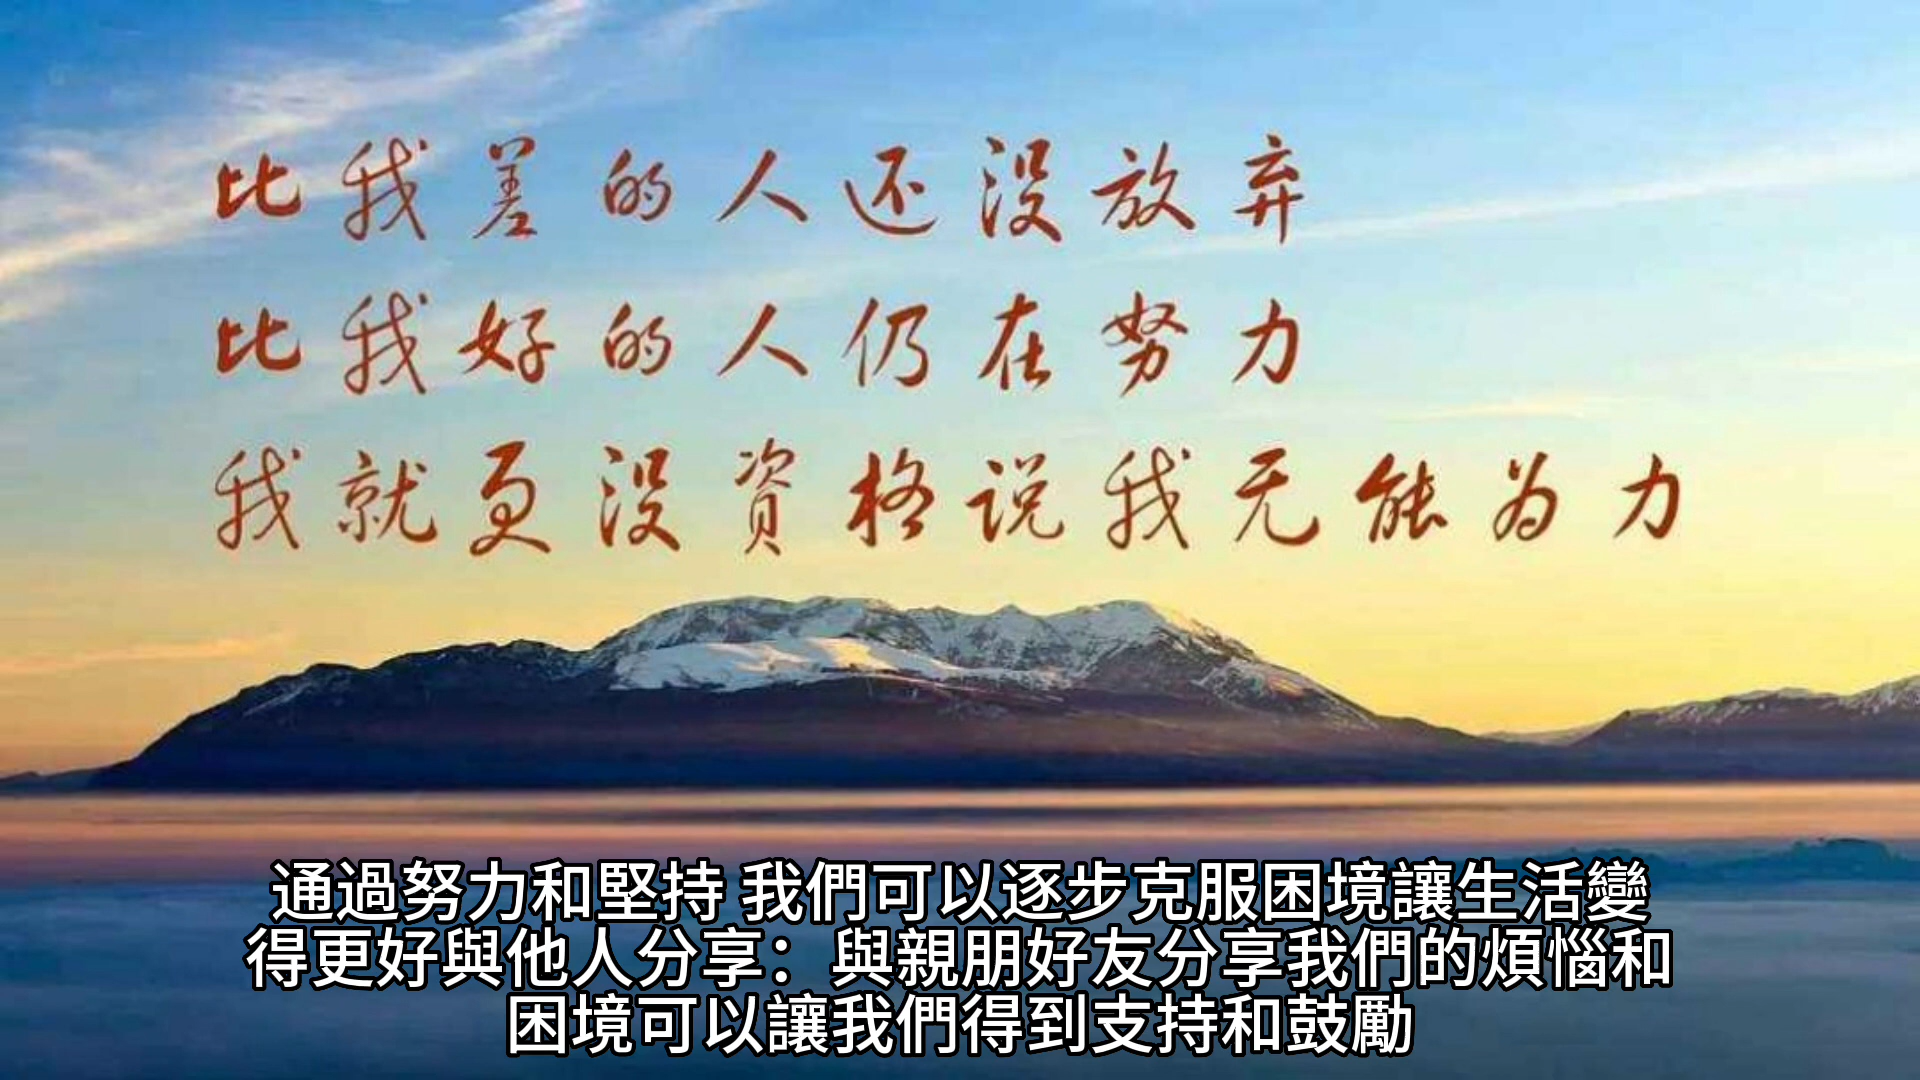 比我差的人还没放弃
比我好的人仍在努力
我就更没資格说我无能为力
通過努力和堅持 我們可以逐步克服困境讓生活變
得更好與他人分享：與親朋好友分享我們的煩惱和
困境可以讓我們得到支持和鼓勵